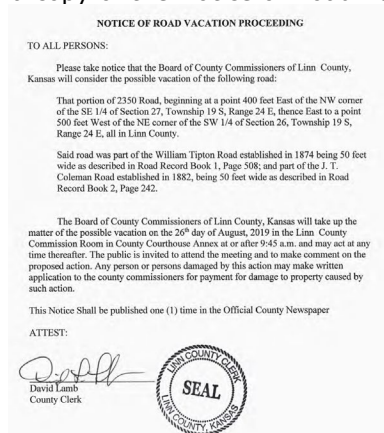 NOTICE OF ROAD VACATION PROCEEDING
TO ALL PERSONS:
Please take notice that the Board of County Commissioners of Linn County,
Kansas will consider the possible vacation of the following road:
That portion of 2350 Road, beginning at a point 400 feet East of the NW corner
of the SE 1/4 of Section 27, Township 19 S, Range 24 E, thence East to a point
500 feet West of the NE corner of the SW 1/4 of Section 26, Township 19 S,
Range 24 E, all in Linn County.
Said road was part of the William Tipton Road established in 1874 being 50 feet
wide as described in Road Record Book 1, Page 508; and part of the J. T.
Coleman Road established in 1882, being 50 feet wide as described in Road
Record Book 2, Page 242.
The Board of County Commissioners of Linn County, Kansas will take up the
matter of the possible vacation on the 26th day of August, 2019 in the Linn County
Commission Room in County Courthouse Annex at or after 9:45 a.m. and may act at any
time thereafter. The public is invited to attend the meeting and to make comment on the
proposed action. Any person or persons damaged by this action may make written
application to the county commissioners for payment for damage to property caused by
such action.
This Notice Shall be published one (1) time in the Official County Newspaper
ATTEST:
David Lamb
County Clerk
LINN COUNTY CLERK
SEAL
LINN COUNTY, KANSAS